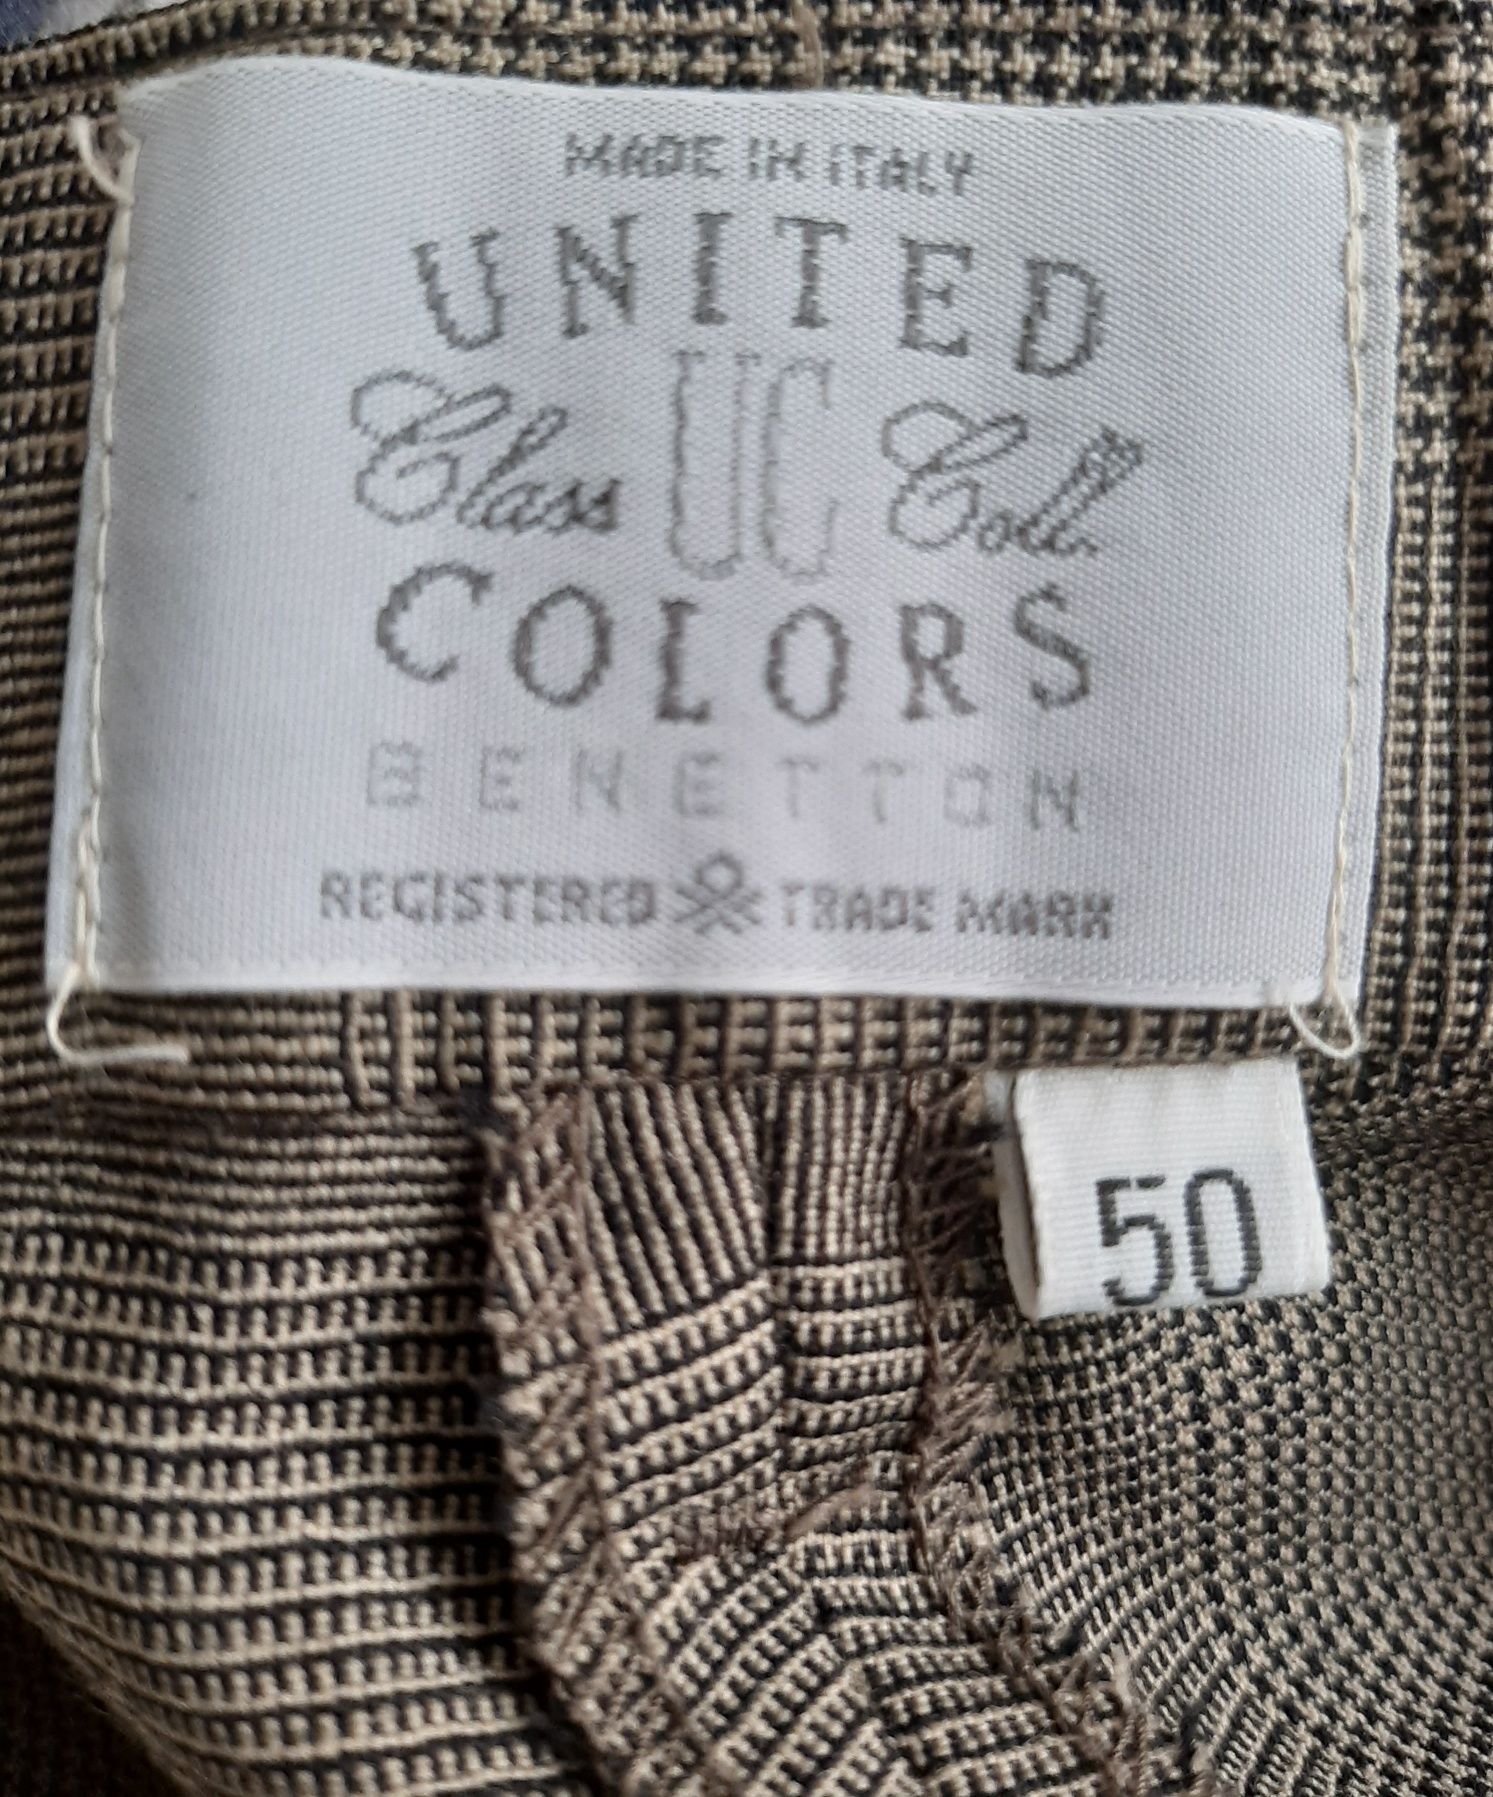 MADE IN ITALY
UNITED
Class UC Coll.
COLORS
BENETTON
REGISTERED TRADE MARK
50